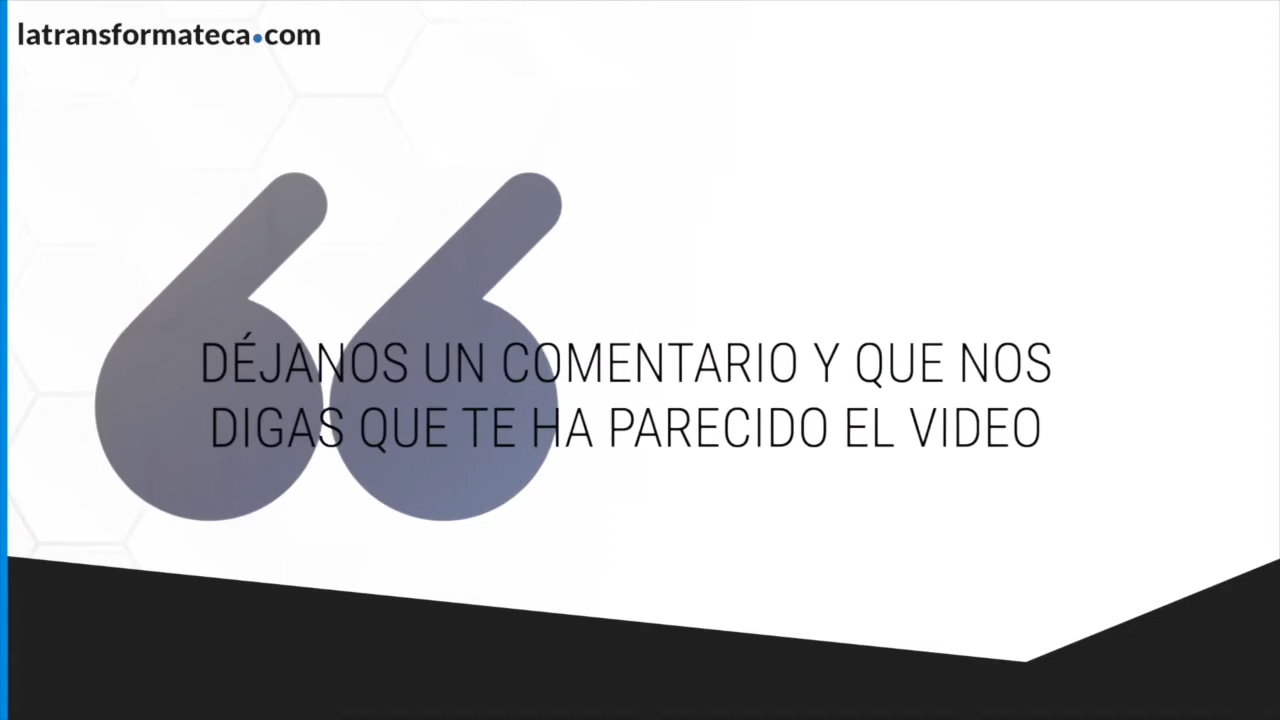 latransformateca.com
DÉJANOS UN COMENTARIO Y QUE NOS
DIGAS QUE TE HA PARECIDO EL VIDEO